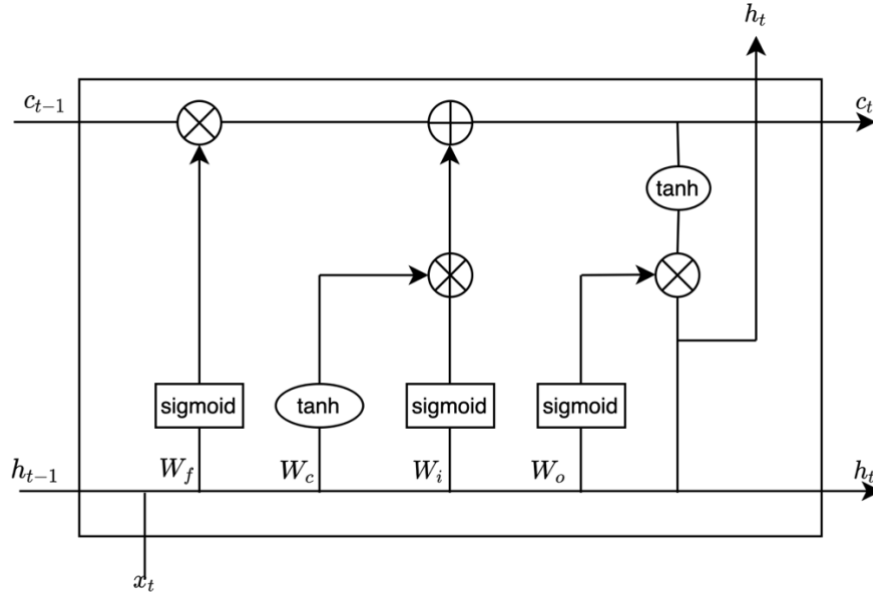 h_t
c_{t-1} c_t
tanh
sigmoid tanh sigmoid sigmoid
W_f W_c W_i W_o
h_{t-1} h_t
x_t